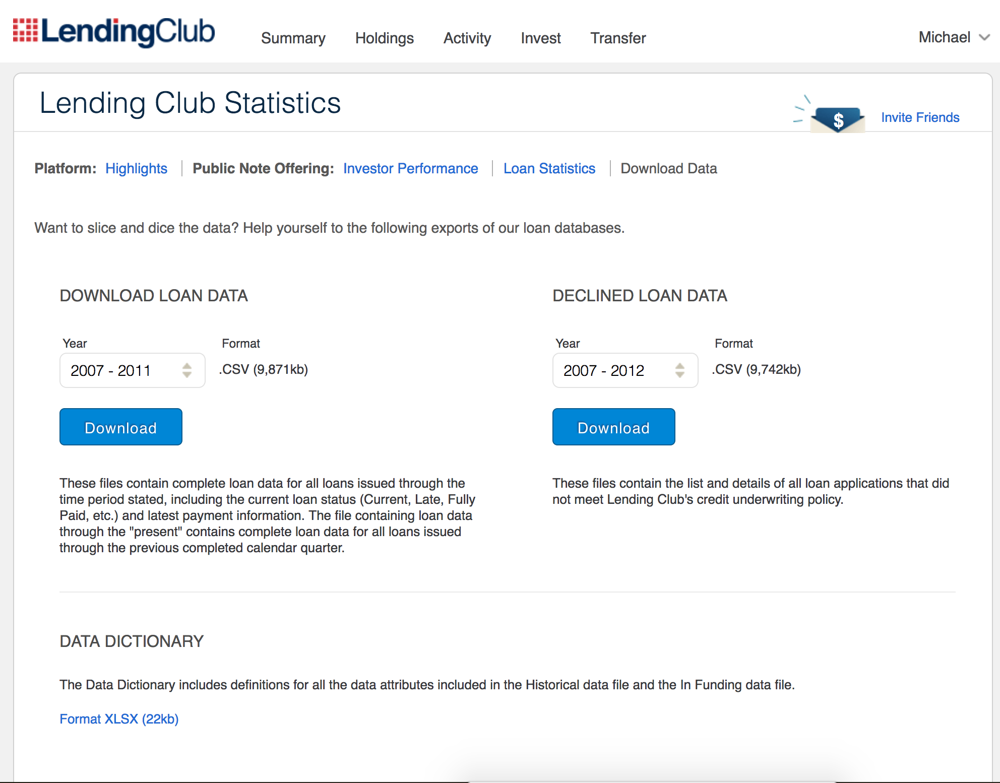 LendingClub
Summary Holdings Activity Invest Transfer
Michael
Lending Club Statistics
$
Invite Friends
Platform: Highlights Public Note Offering: Investor Performance Loan Statistics Download Data
Want to slice and dice the data? Help yourself to the following exports of our loan databases.
DOWNLOAD LOAN DATA
Year Format
2007 - 2011 .CSV (9,871kb)
Download
These files contain complete loan data for all loans issued through the
time period stated, including the current loan status (Current, Late, Fully
Paid, etc.) and latest payment information. The file containing loan data
through the "present" contains complete loan data for all loans issued
through the previous completed calendar quarter.
DECLINED LOAN DATA
Year Format
2007 - 2012 .CSV (9,742kb)
Download
These files contain the list and details of all loan applications that did
not meet Lending Club's credit underwriting policy.
DATA DICTIONARY
The Data Dictionary includes definitions for all the data attributes included in the Historical data file and the In Funding data file.
Format XLSX (22kb)